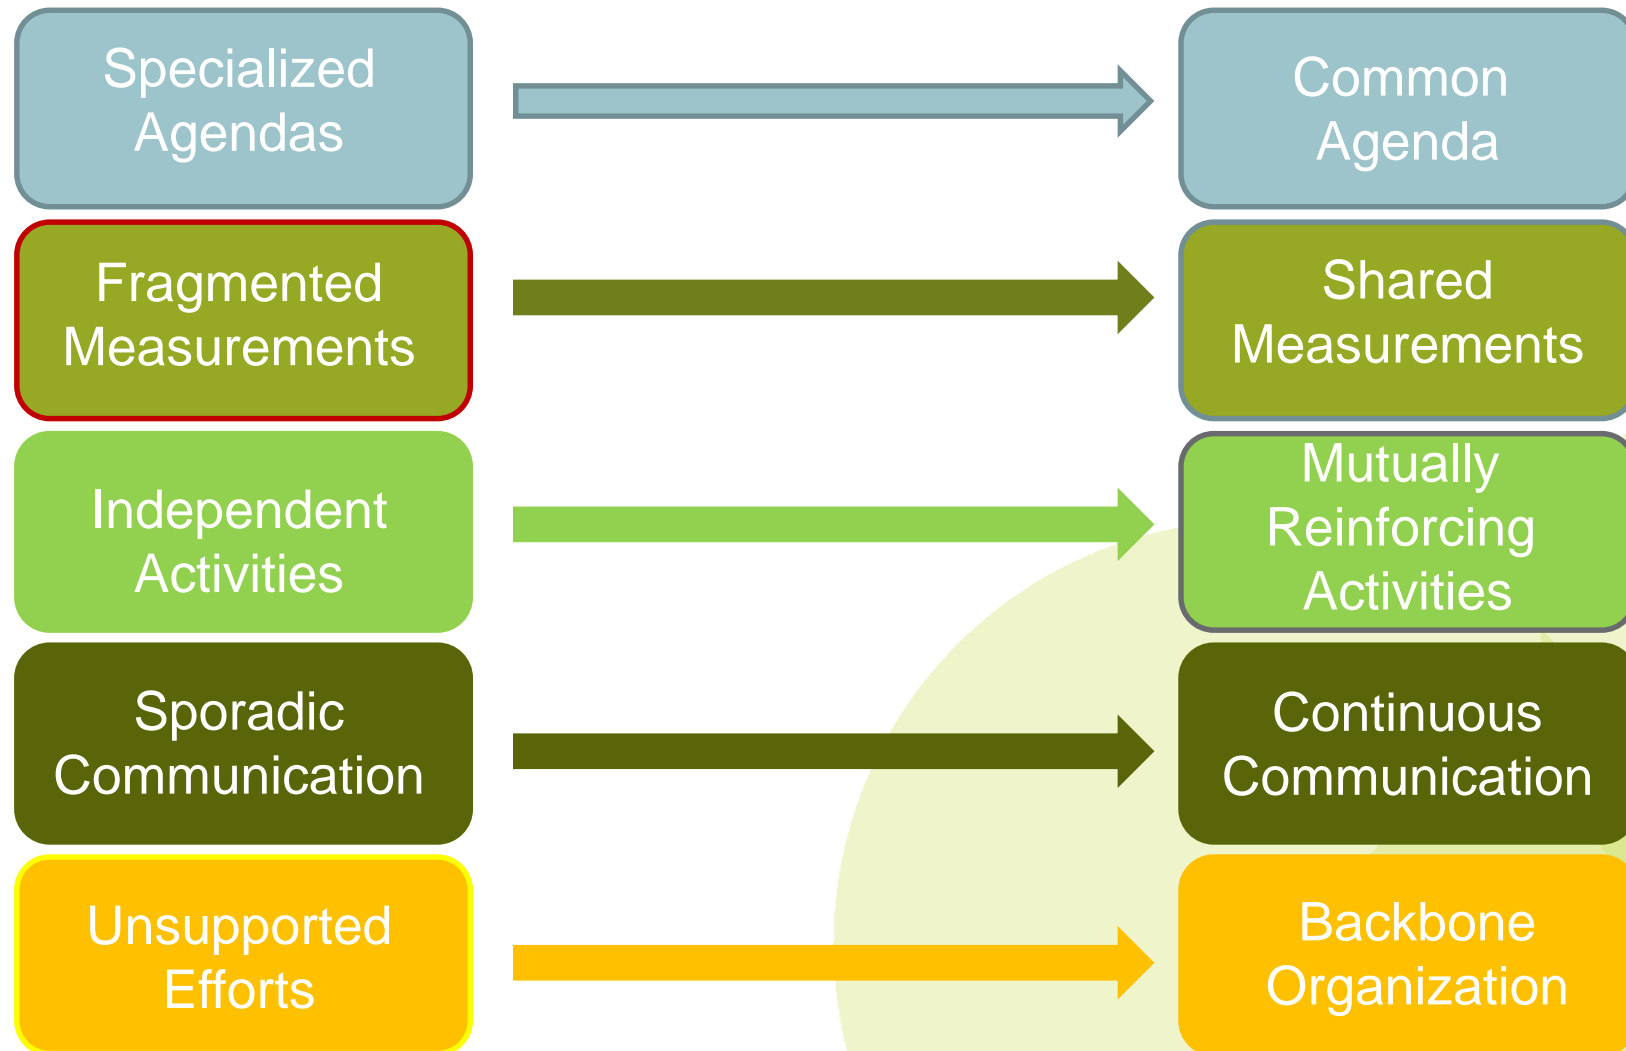 Specialized
Agendas
Common
Agenda
Fragmented
Measurements
Shared
Measurements
Independent
Activities
Mutually
Reinforcing
Activities
Sporadic
Communication
Continuous
Communication
Unsupported
Efforts
Backbone
Organization